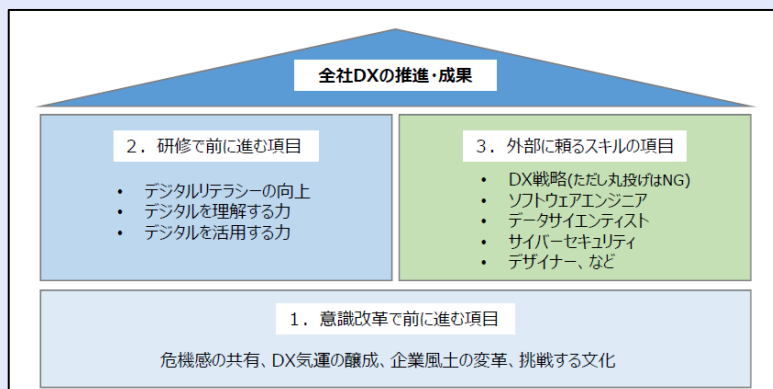 全社DXの推進・成果
2．研修で前に進む項目
• デジタルリテラシーの向上
• デジタルを理解する力
• デジタルを活用する力
3．外部に頼るスキルの項目
• DX戦略(ただし丸投げはNG)
• ソフトウェアエンジニア
• データサイエンティスト
• サイバーセキュリティ
• デザイナー、など
1．意識改革で前に進む項目
危機感の共有、DX気運の醸成、企業風土の変革、挑戦する文化